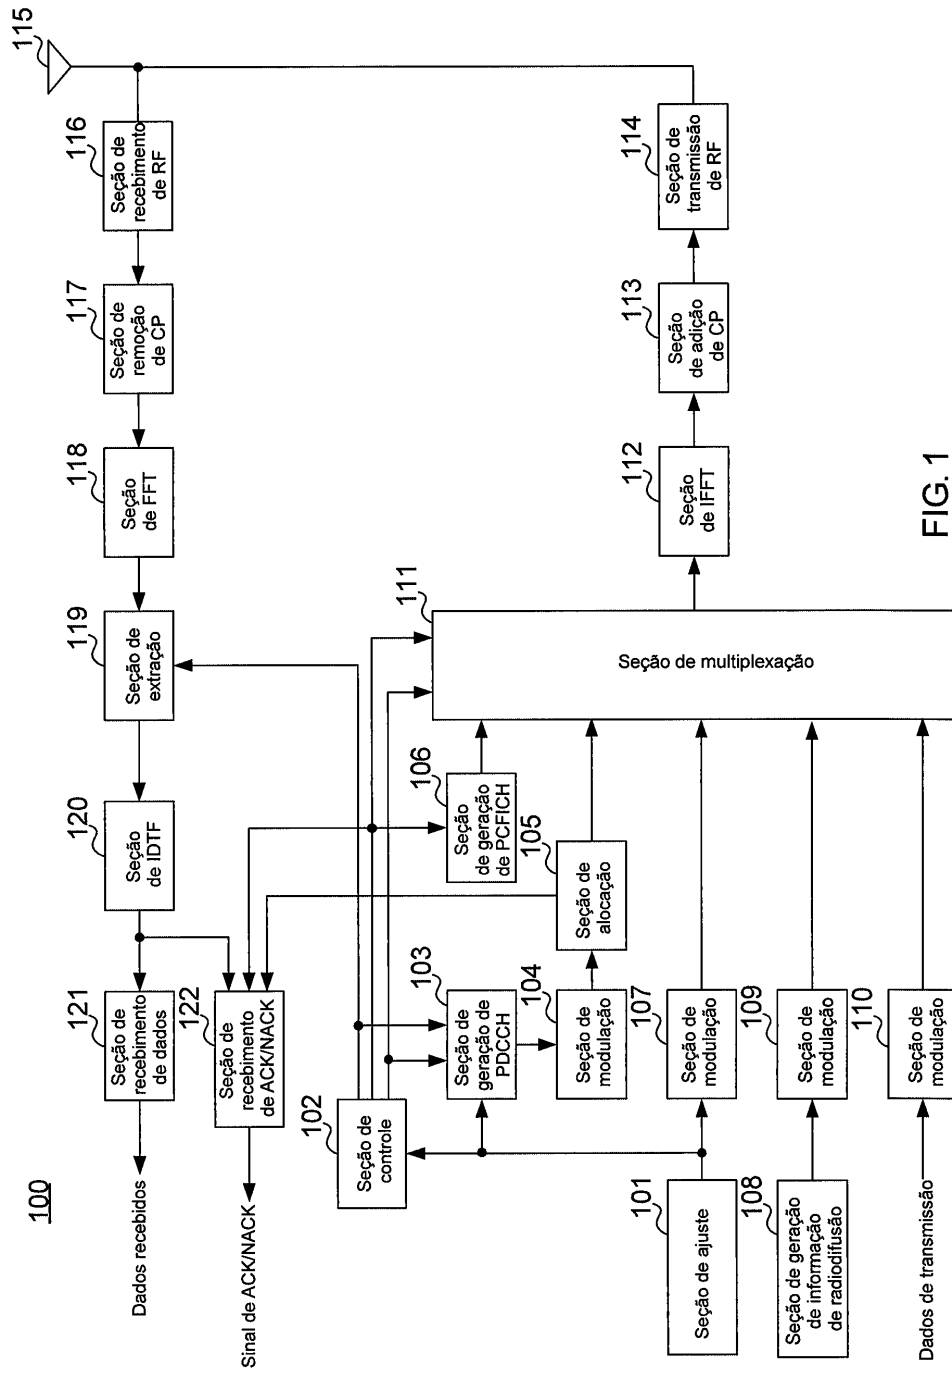 100
115
116
Seção de
recebimento
de RF
117
Seção de
remoção
de CP
118
Seção
de FFT
119
Seção de
extração
120
Seção
de IDTF
121
Seção de
recebimento
de dados
Dados recebidos
122
Seção de
recebimento
de ACK/NACK
Sinal de ACK/NACK
102
Seção de
controle
103
Seção de
geração de
PDCCH
104
Seção de
modulação
105
Seção de
alocação
106
Seção
de geração
de PCFICH
101
Seção de ajuste
107
Seção de
modulação
108
Seção de geração
de informação
de radiodifusão
109
Seção de
modulação
Dados de transmissão
110
Seção de
modulação
111
Seção de multiplexação
112
Seção
de IFFT
113
Seção
de adição
de CP
114
Seção de
transmissão
de RF
FIG. 1